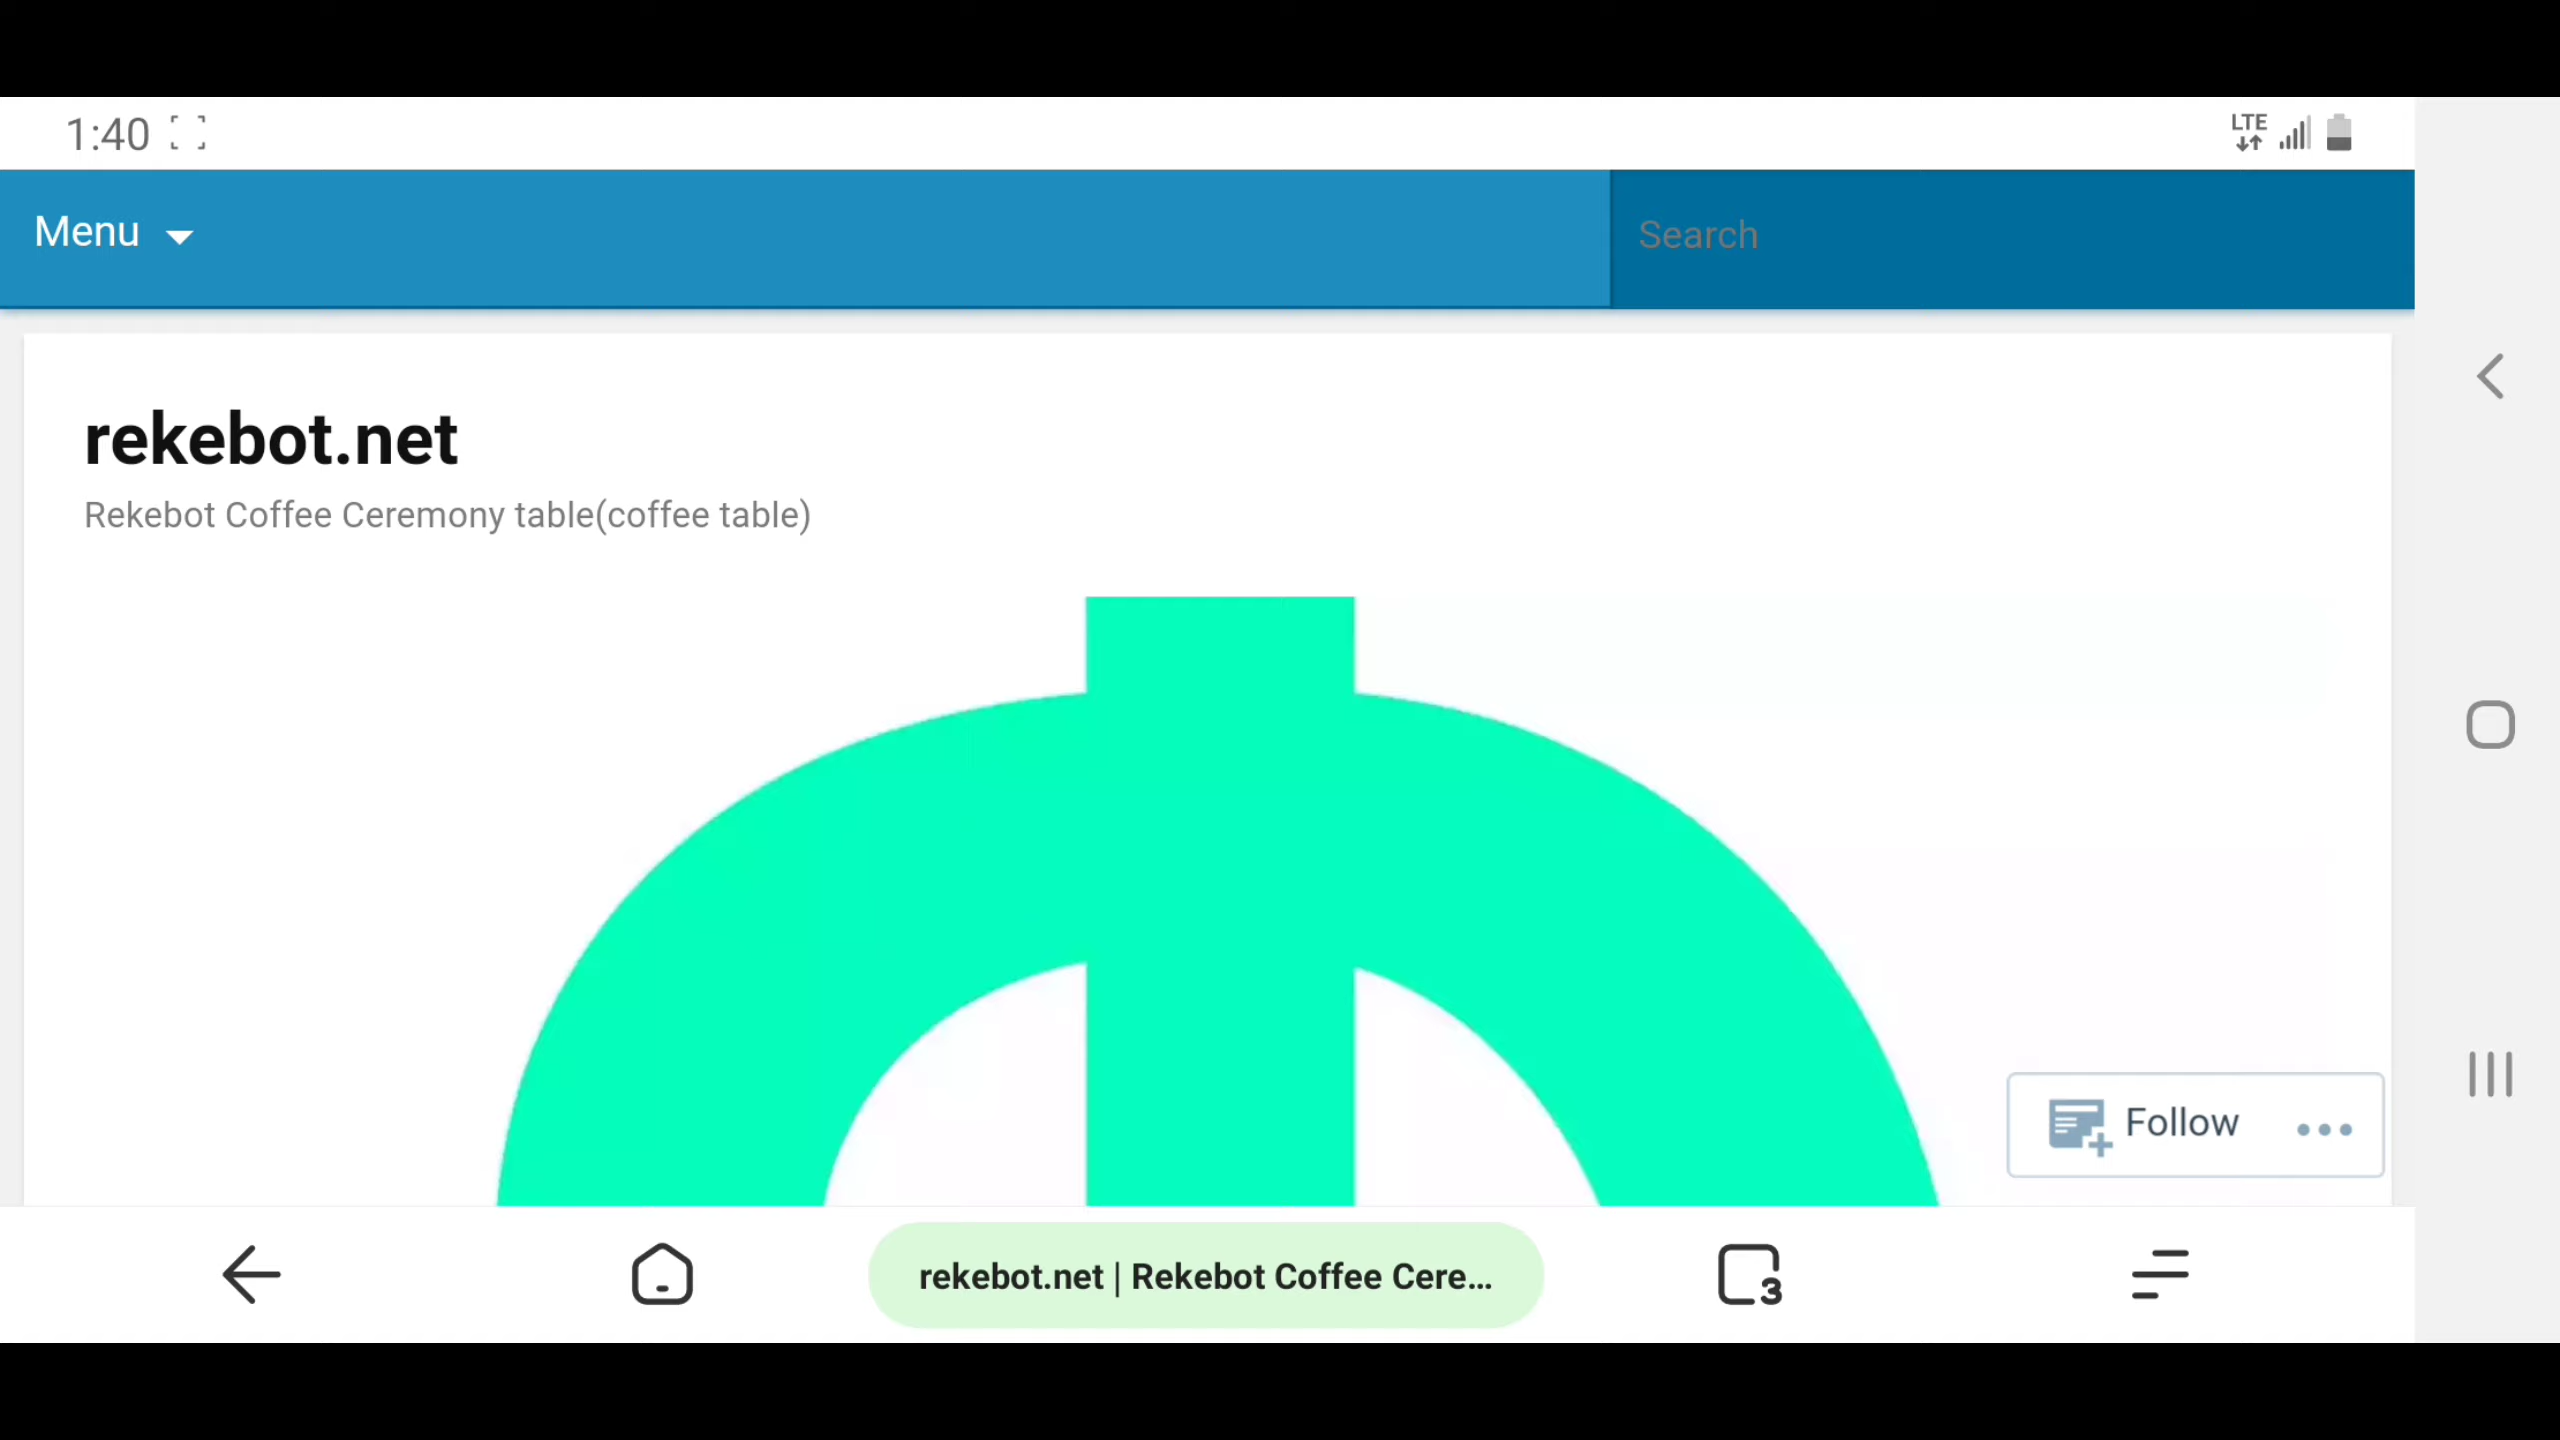 1:40
LTE
Menu
Search
rekebot.net
Rekebot Coffee Ceremony table(coffee table)
Follow
rekebot.net | Rekebot Coffee Cere...
3